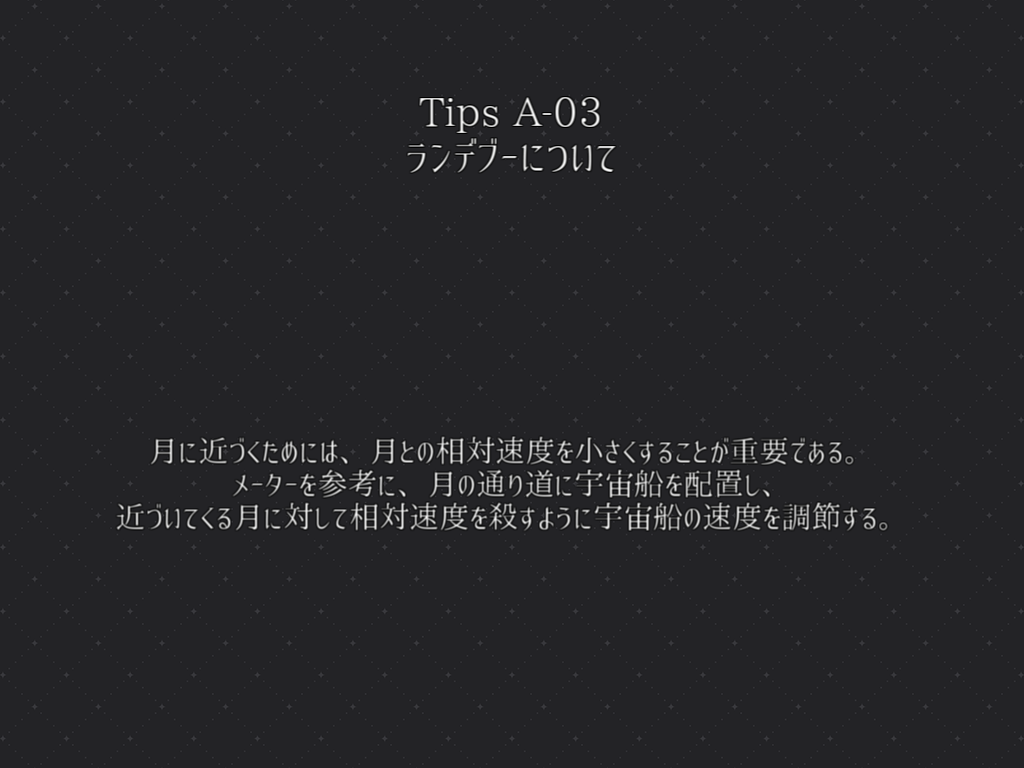 Tips A-03
ランデブーについて
月に近づくためには、月との相対速度を小さくすることが重要である。
メーターを参考に、月の通り道に宇宙船を配置し、
近づいてくる月に対して相対速度を殺すように宇宙船の速度を調節する。